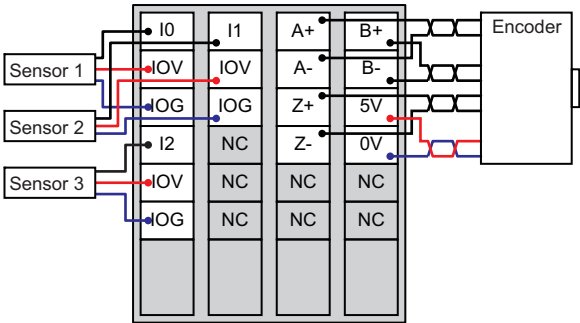 I0 I1 A+ B+ Encoder
Sensor 1 IOV IOV A- B-
IOG IOG Z+ 5V
Sensor 2
I2 NC Z- 0V
Sensor 3 IOV NC NC NC
IOG NC NC NC